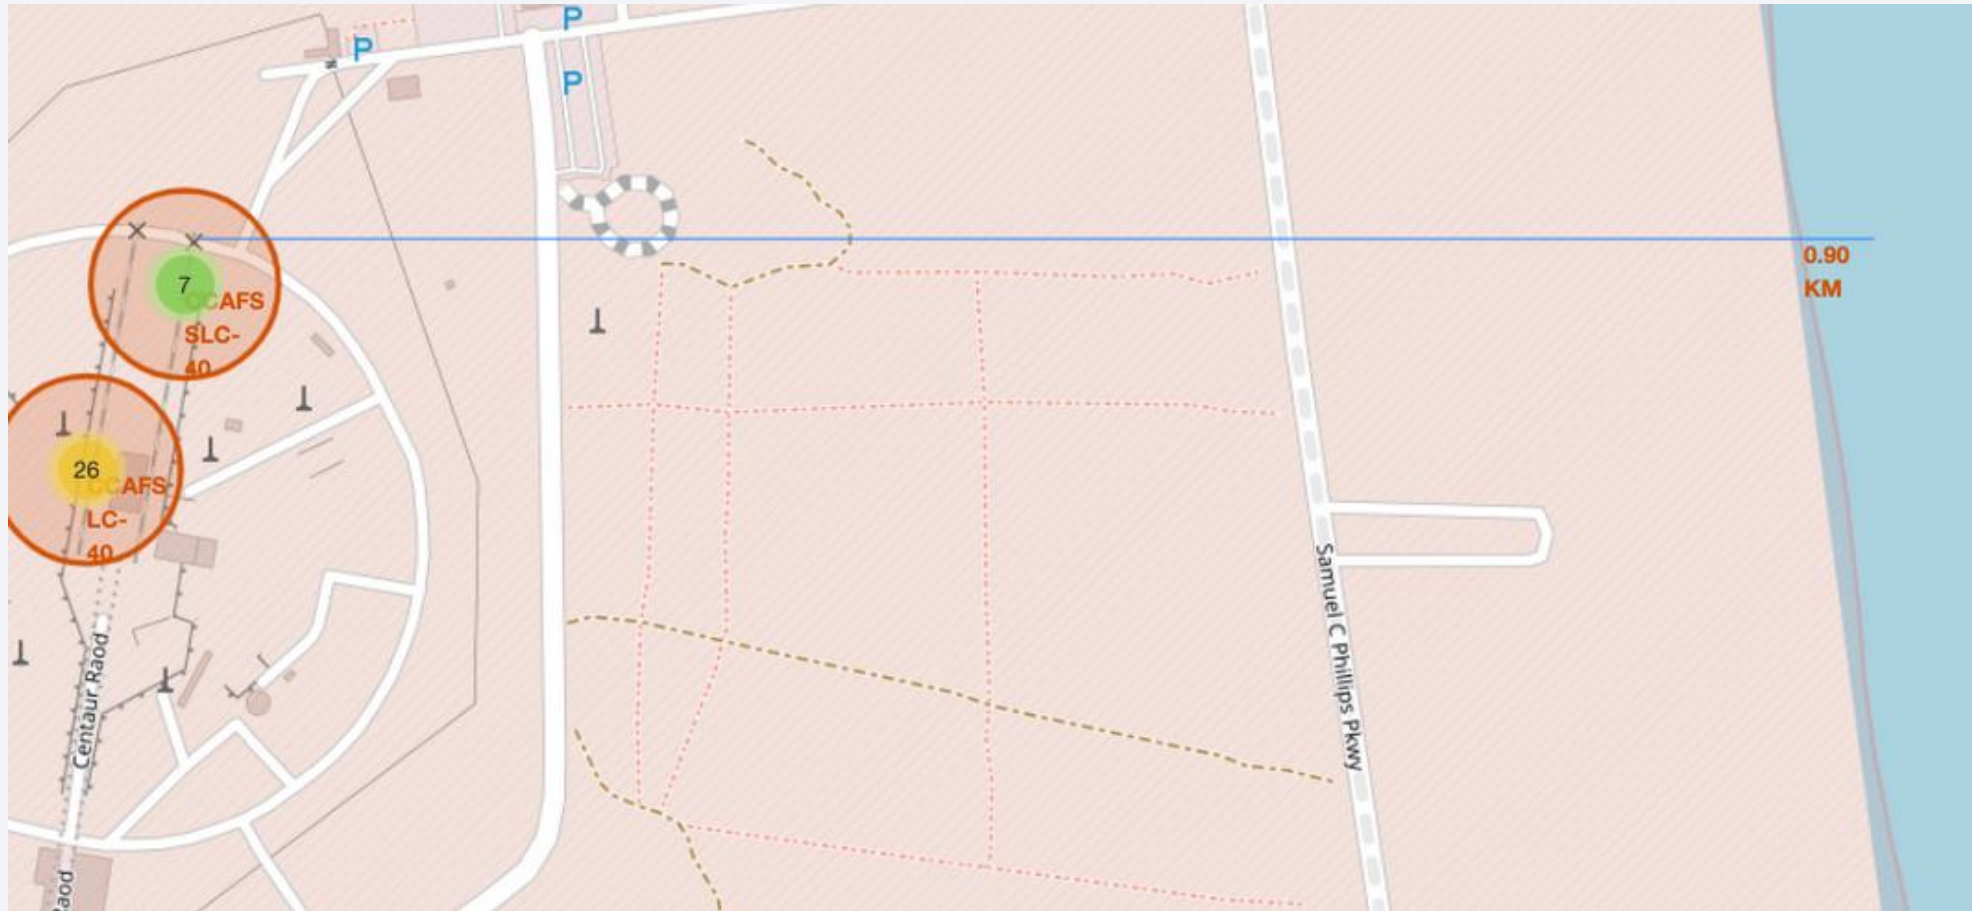 P
P
P
7
CCAFS
SLC-
40
0.90
KM
26
CCAFS
LC-
40
Samuel C Phillips Pkwy
Centaur Raod
Raod